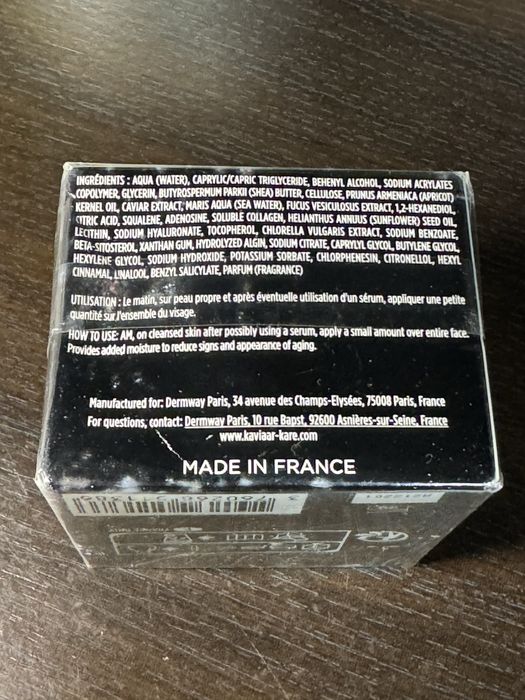 INGRÉDIENTS : AQUA (WATER), CAPRYLIC/CAPRIC TRIGLYCERIDE, BEHENYL ALCOHOL, SODIUM ACRYLATES
COPOLYMER, GLYCERIN, BUTYROSPERMUM PARKII (SHEA) BUTTER, CELLULOSE, PRUNUS ARMENIACA (APRICOT)
KERNEL OIL, CAVIAR EXTRACT, MARIS AQUA (SEA WATER), FUCUS VESICULOSUS EXTRACT, 1,2-HEXANEDIOL,
CITRIC ACID, SQUALENE, ADENOSINE, SOLUBLE COLLAGEN, HELIANTHUS ANNUUS (SUNFLOWER) SEED OIL,
LECITHIN, SODIUM HYALURONATE, TOCOPHEROL, CHLORELLA VULGARIS EXTRACT, SODIUM BENZOATE,
BETA-SITOSTEROL, XANTHAN GUM, HYDROLYZED ALGIN, SODIUM CITRATE, CAPRYLYL GLYCOL, BUTYLENE GLYCOL,
HEXYLENE GLYCOL, SODIUM HYDROXIDE, POTASSIUM SORBATE, CHLORPHENESIN, CITRONELLOL, HEXYL
CINNAMAL, LINALOOL, BENZYL SALICYLATE, PARFUM (FRAGRANCE)
UTILISATION : Le matin, sur peau propre et après éventuelle utilisation d'un sérum, appliquer une petite
quantité sur l'ensemble du visage.
HOW TO USE: AM, on cleansed skin after possibly using a serum, apply a small amount over entire face.
Provides added moisture to reduce signs and appearance of aging.
Manufactured for: Dermway Paris, 34 avenue des Champs-Elysées, 75008 Paris, France
For questions, contact: Dermway Paris, 10 rue Bapst, 92600 Asnières-sur-Seine, France
www.kaviaar-kare.com
MADE IN FRANCE